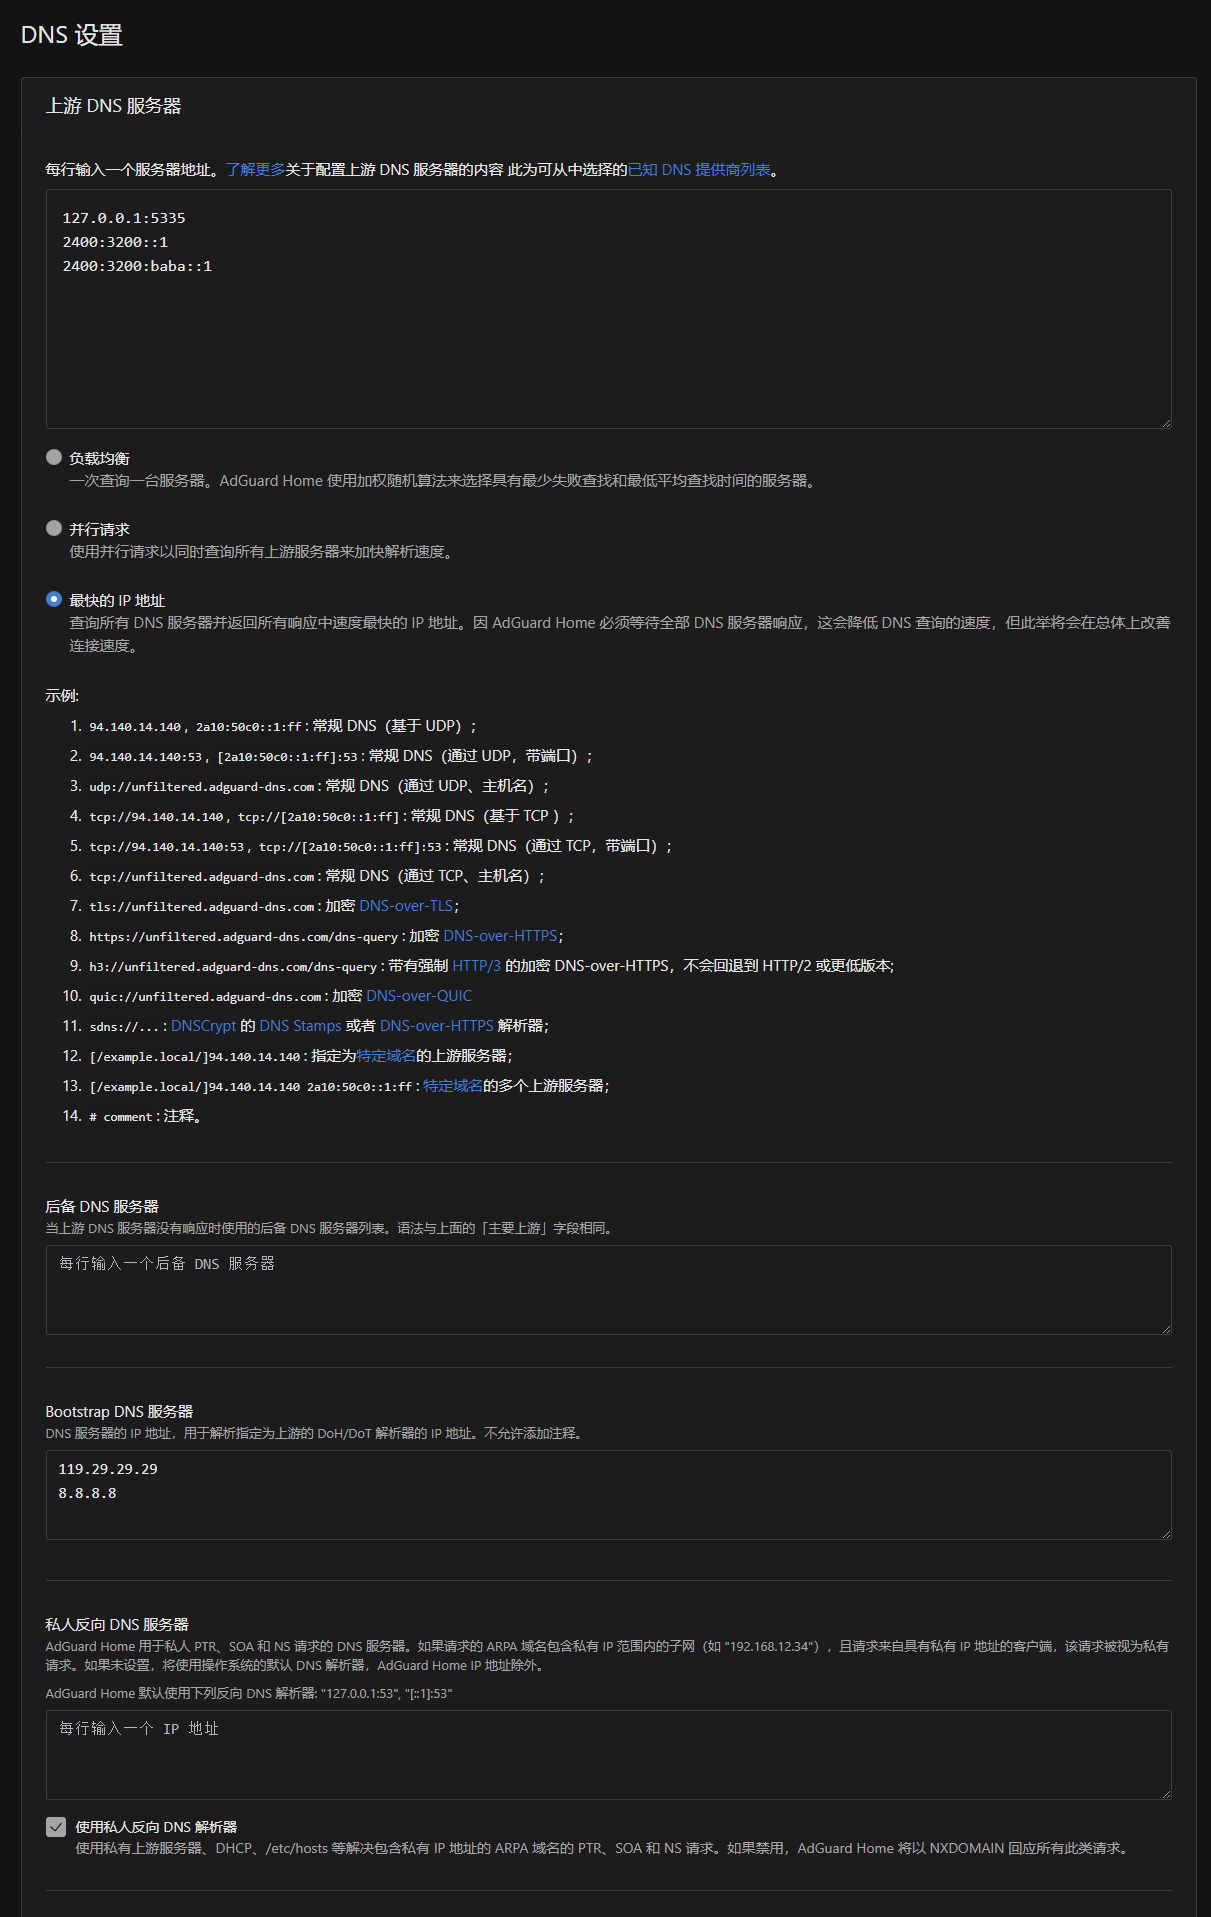 DNS 设置
上游 DNS 服务器
每行输入一个服务器地址。了解更多关于配置上游 DNS 服务器的内容 此为可从中选择的已知 DNS 提供商列表。
127.0.0.1:5335
2400:3200::1
2400:3200:baba::1
负载均衡
一次查询一台服务器。AdGuard Home 使用加权随机算法来选择具有最少失败查找和最低平均查找时间的服务器。
并行请求
使用并行请求以同时查询所有上游服务器来加快解析速度。
最快的 IP 地址
查询所有 DNS 服务器并返回所有响应中速度最快的 IP 地址。因 AdGuard Home 必须等待全部 DNS 服务器响应，这会降低 DNS 查询的速度，但此举将会在总体上改善
连接速度。
示例:
1. 94.140.14.140, 2a10:50c0::1:ff: 常规 DNS（基于 UDP）;
2. 94.140.14.140:53, [2a10:50c0::1:ff]:53: 常规 DNS（通过 UDP，带端口）;
3. udp://unfiltered.adguard-dns.com: 常规 DNS（通过 UDP、主机名）;
4. tcp://94.140.14.140, tcp://[2a10:50c0::1:ff]: 常规 DNS（基于 TCP ）;
5. tcp://94.140.14.140:53, tcp://[2a10:50c0::1:ff]:53: 常规 DNS（通过 TCP，带端口）;
6. tcp://unfiltered.adguard-dns.com: 常规 DNS（通过 TCP、主机名）;
7. tls://unfiltered.adguard-dns.com: 加密 DNS-over-TLS;
8. https://unfiltered.adguard-dns.com/dns-query: 加密 DNS-over-HTTPS;
9. h3://unfiltered.adguard-dns.com/dns-query: 带有强制 HTTP/3 的加密 DNS-over-HTTPS，不会回退到 HTTP/2 或更低版本;
10. quic://unfiltered.adguard-dns.com: 加密 DNS-over-QUIC
11. sdns://...: DNSCrypt 的 DNS Stamps 或者 DNS-over-HTTPS 解析器;
12. [/example.local/]94.140.14.140: 指定为特定域名的上游服务器;
13. [/example.local/]94.140.14.140 2a10:50c0::1:ff: 特定域名的多个上游服务器;
14. # comment: 注释。
后备 DNS 服务器
当上游 DNS 服务器没有响应时使用的后备 DNS 服务器列表。语法与上面的「主要上游」字段相同。
每行输入一个后备 DNS 服务器
Bootstrap DNS 服务器
DNS 服务器的 IP 地址，用于解析指定为上游的 DoH/DoT 解析器的 IP 地址。不允许添加注释。
119.29.29.29
8.8.8.8
私人反向 DNS 服务器
AdGuard Home 用于私人 PTR、SOA 和 NS 请求的 DNS 服务器。如果请求的 ARPA 域名包含私有 IP 范围内的子网（如 "192.168.12.34"），且请求来自具有私有 IP 地址的客户端，该请求被视为私有
请求。如果未设置，将使用操作系统的默认 DNS 解析器，AdGuard Home IP 地址除外。
AdGuard Home 默认使用下列反向 DNS 解析器: "127.0.0.1:53", "[::1]:53"
每行输入一个 IP 地址
使用私人反向 DNS 解析器
使用私有上游服务器、DHCP、/etc/hosts 等解决包含私有 IP 地址的 ARPA 域名的 PTR、SOA 和 NS 请求。如果禁用，AdGuard Home 将以 NXDOMAIN 回应所有此类请求。